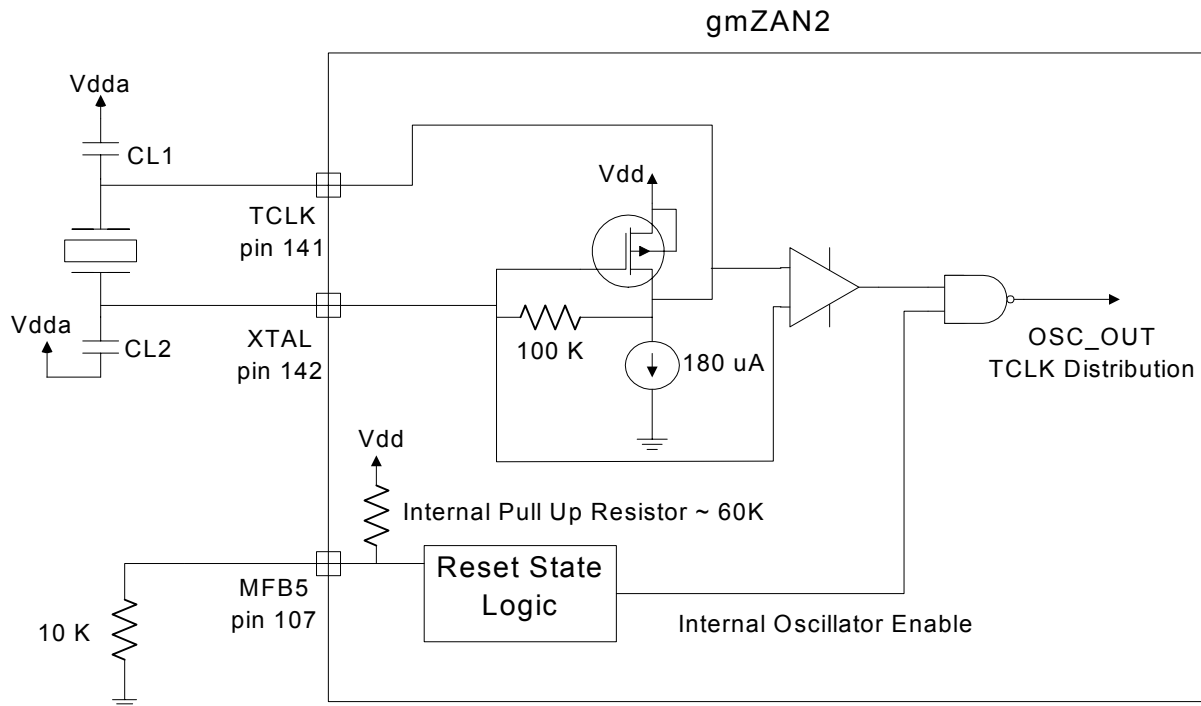 gmZAN2
Vdda
CL1
TCLK
pin 141
Vdd
Vdda
CL2
XTAL
pin 142
100 K
180 uA
OSC_OUT
TCLK Distribution
Vdd
Internal Pull Up Resistor ~ 60K
MFB5
pin 107
Reset State
Logic
10 K
Internal Oscillator Enable